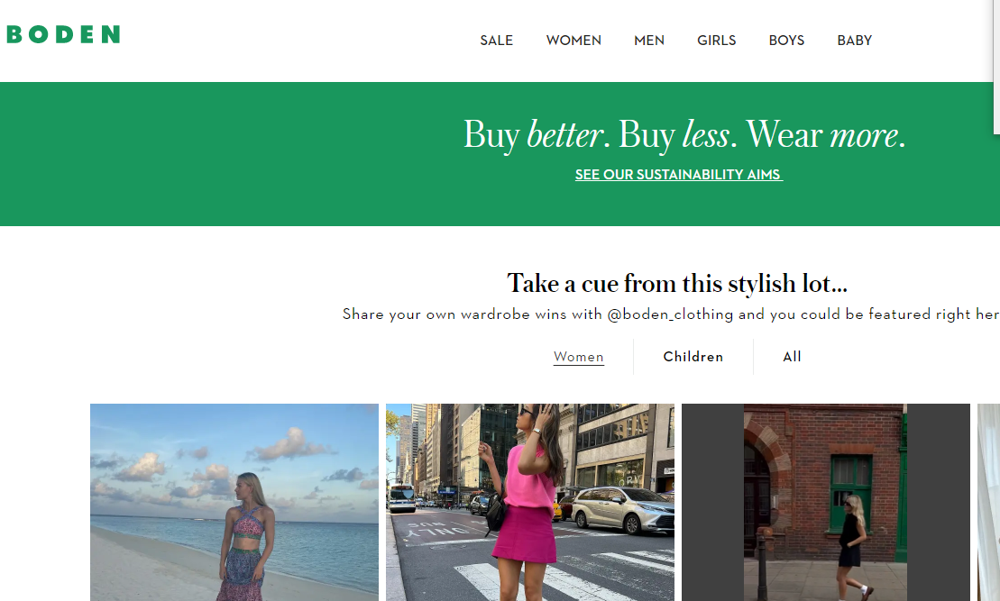 BODEN
SALE WOMEN MEN GIRLS BOYS BABY
Buy better. Buy less. Wear more.
SEE OUR SUSTAINABILITY AIMS
Take a cue from this stylish lot...
Share your own wardrobe wins with @boden_clothing and you could be featured right her
Women Children All
ONLY
BUS